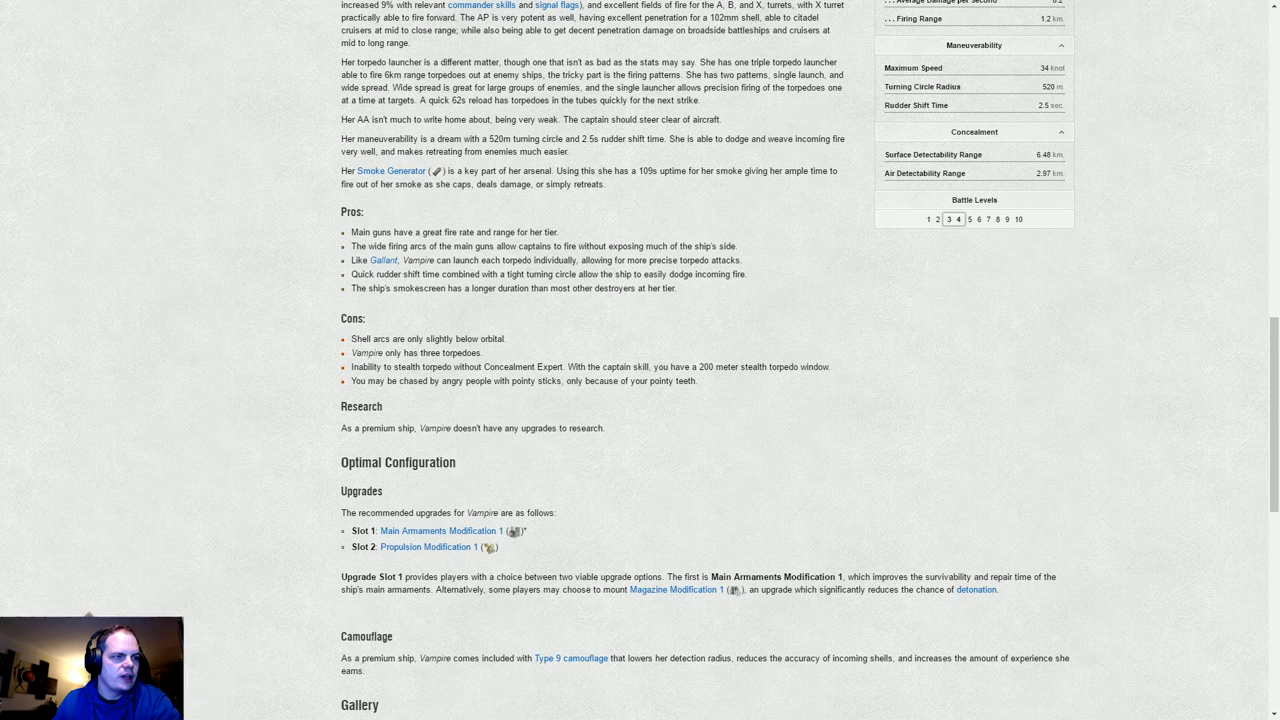 increased 9% with relevant commander skills and signal flags), and excellent fields of fire for the A, B, and X, turrets, with X turret
practically able to fire forward. The AP is very potent as well, having excellent penetration for a 102mm shell, able to citadel
cruisers at mid to close range; while also being able to get decent penetration damage on broadside battleships and cruisers at
mid to long range.
Her torpedo launcher is a different matter, though one that isn't as bad as the stats may say. She has one triple torpedo launcher
able to fire 6km range torpedoes out at enemy ships, the tricky part is the firing patterns. She has two patterns, single launch, and
wide spread. Wide spread is great for large groups of enemies, and the single launcher allows precision firing of the torpedoes one
at a time at targets. A quick 62s reload has torpedoes in the tubes quickly for the next strike.
Her AA isn't much to write home about, being very weak. The captain should steer clear of aircraft.
Her maneuverability is a dream with a 520m turning circle and 2.5s rudder shift time. She is able to dodge and weave incoming fire
very well, and makes retreating from enemies much easier.
Her Smoke Generator ( ) is a key part of her arsenal. Using this she has a 109s uptime for her smoke giving her ample time to
fire out of her smoke as she caps, deals damage, or simply retreats.
Pros:
Main guns have a great fire rate and range for her tier.
The wide firing arcs of the main guns allow captains to fire without exposing much of the ship's side.
Like Gallant, Vampire can launch each torpedo individually, allowing for more precise torpedo attacks.
Quick rudder shift time combined with a tight turning circle allow the ship to easily dodge incoming fire.
The ship's smokescreen has a longer duration than most other destroyers at her tier.
Cons:
Shell arcs are only slightly below orbital.
Vampire only has three torpedoes.
Inability to stealth torpedo without Concealment Expert. With the captain skill, you have a 200 meter stealth torpedo window.
You may be chased by angry people with pointy sticks, only because of your pointy teeth.
Research
As a premium ship, Vampire doesn't have any upgrades to research.
Optimal Configuration
Upgrades
The recommended upgrades for Vampire are as follows:
Slot 1: Main Armaments Modification 1 ( )*
Slot 2: Propulsion Modification 1 ( )
Upgrade Slot 1 provides players with a choice between two viable upgrade options. The first is Main Armaments Modification 1, which improves the survivability and repair time of the
ship's main armaments. Alternatively, some players may choose to mount Magazine Modification 1 ( ), an upgrade which significantly reduces the chance of detonation.
Camouflage
As a premium ship, Vampire comes included with Type 9 camouflage that lowers her detection radius, reduces the accuracy of incoming shells, and increases the amount of experience she
earns.
Gallery
. . . Firing Range 1.2 km.
Maneuverability
Maximum Speed 34 knot
Turning Circle Radius 520 m.
Rudder Shift Time 2.5 sec.
Concealment
Surface Detectability Range 6.48 km.
Air Detectability Range 2.97 km.
Battle Levels
1 2 3 4 5 6 7 8 9 10